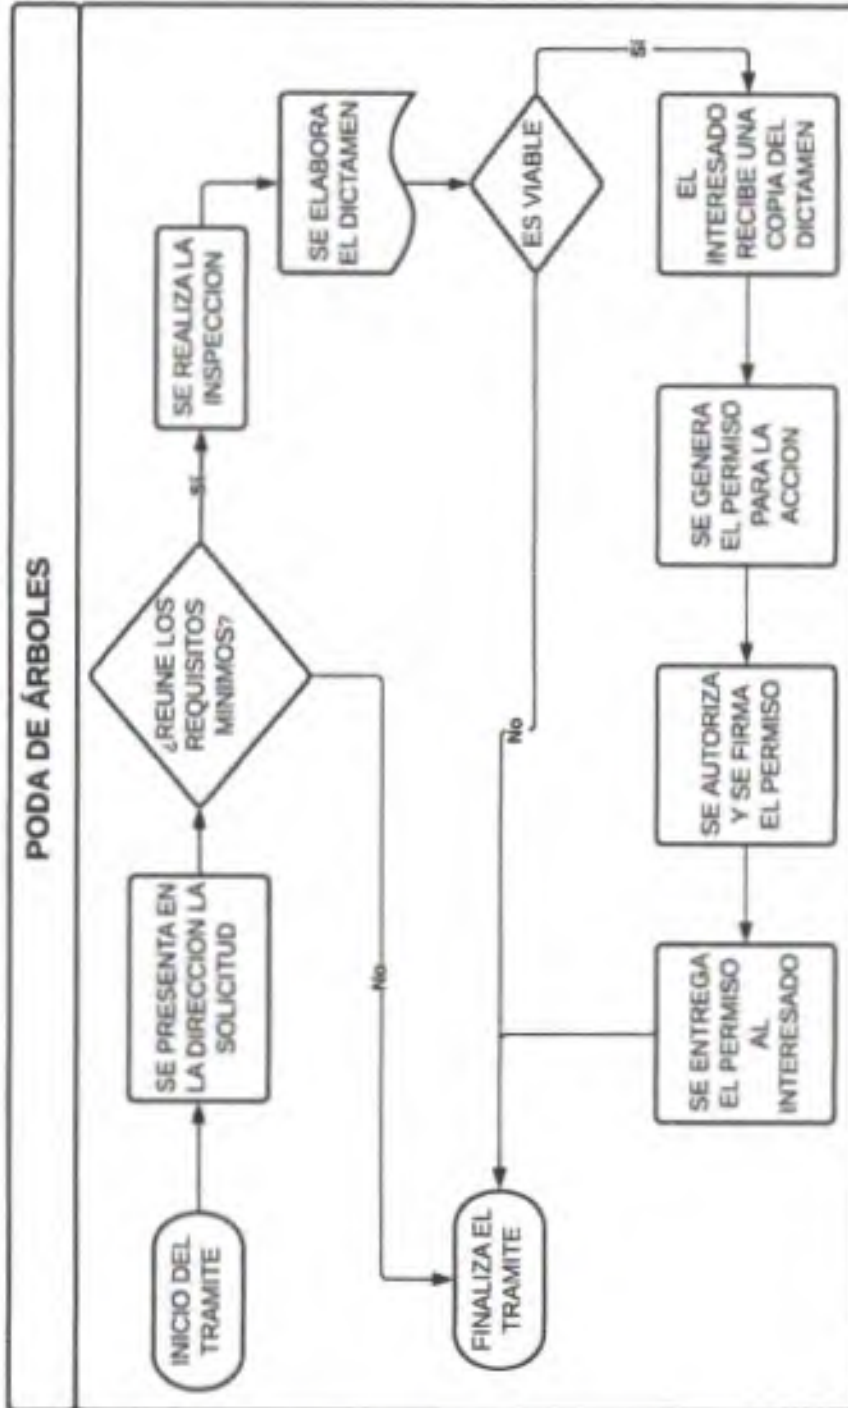 PODA DE ÁRBOLES
INICIO DEL
TRAMITE
SE PRESENTA EN
LA DIRECCION LA
SOLICITUD
¿REUNE LOS
REQUISITOS
MINIMOS?
Sí
No
SE REALIZA LA
INSPECCION
SE ELABORA
EL DICTAMEN
ES VIABLE
No
Sí
EL
INTERESADO
RECIBE UNA
COPIA DEL
DICTAMEN
SE GENERA
EL PERMISO
PARA LA
ACCION
SE AUTORIZA
Y SE FIRMA
EL PERMISO
SE ENTREGA
EL PERMISO
AL
INTERESADO
FINALIZA EL
TRAMITE